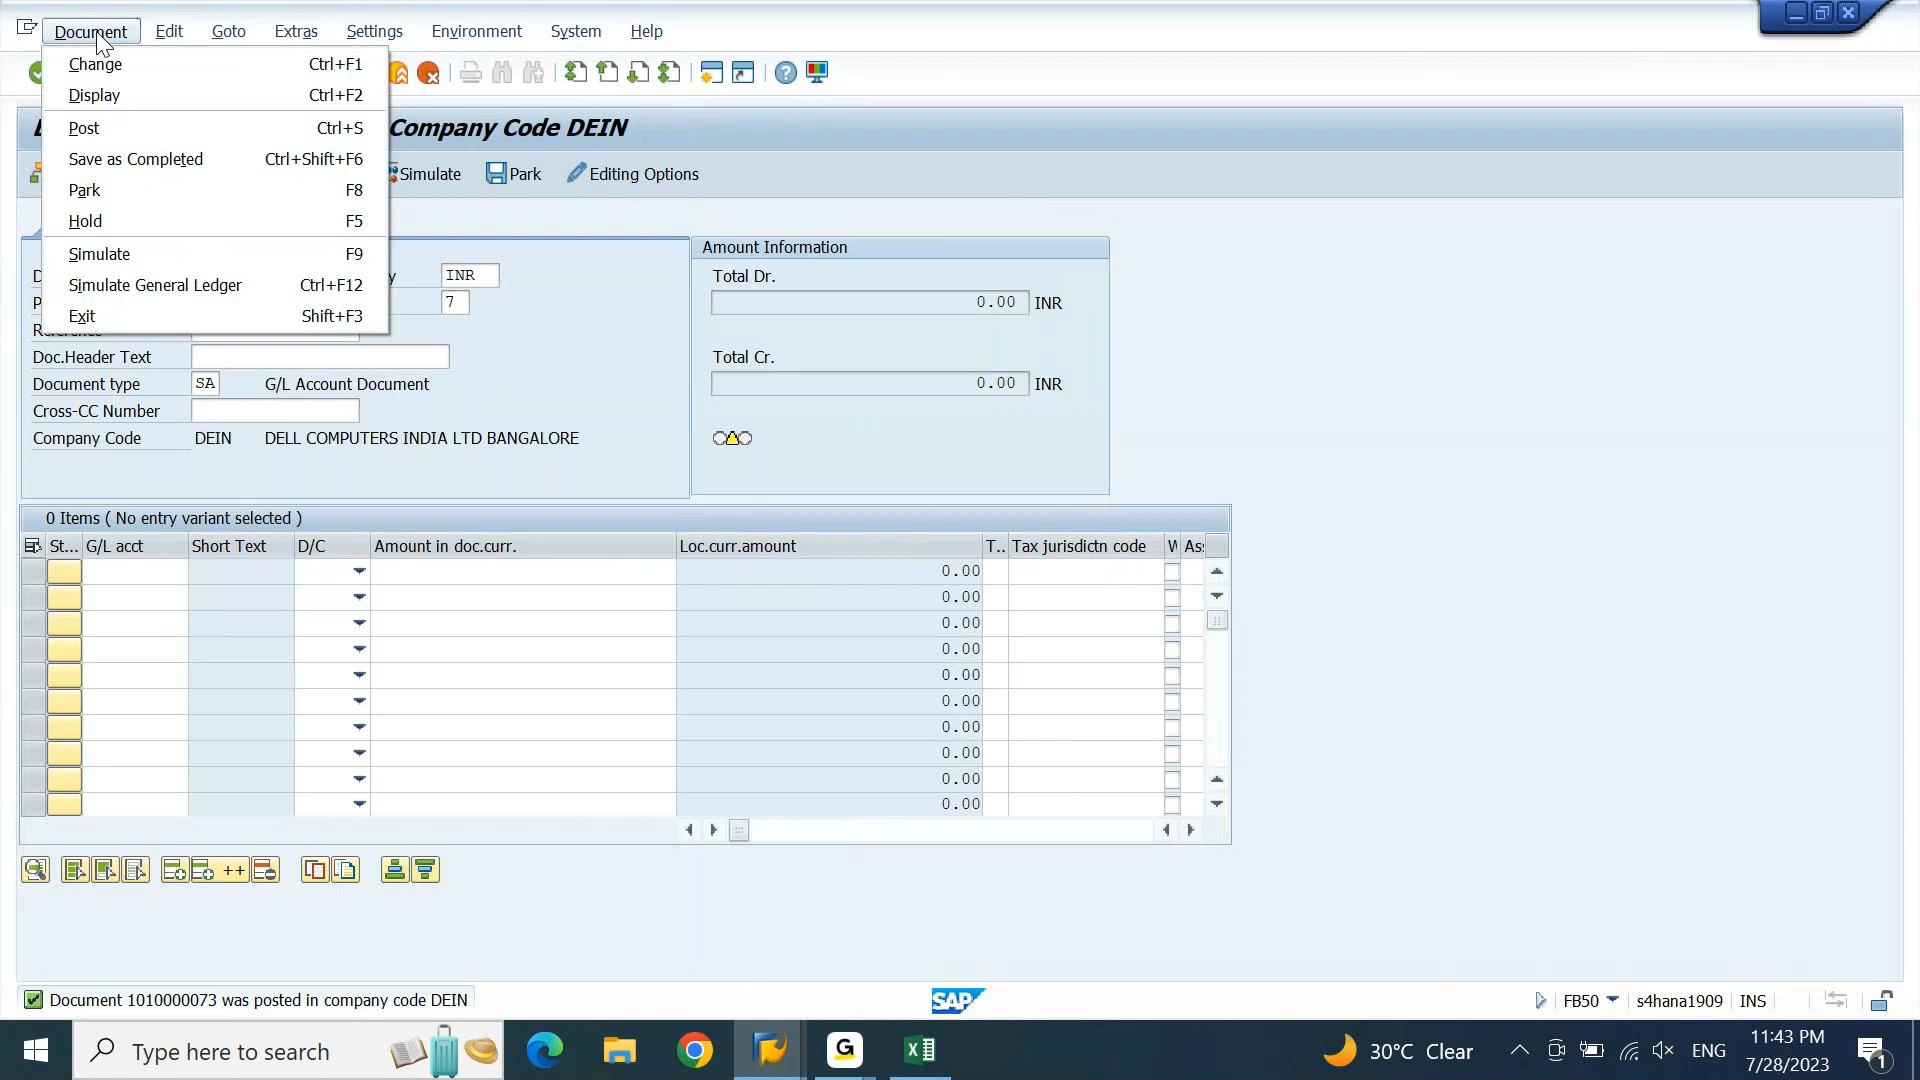 Document Edit Goto Extras Settings Environment System Help
Change Ctrl+F1
Display Ctrl+F2
Post Ctrl+S
Save as Completed Ctrl+Shift+F6
Park F8
Hold F5
Simulate F9
Simulate General Ledger Ctrl+F12
Exit Shift+F3
Company Code DEIN
Simulate Park Editing Options
INR
7
Doc.Header Text
Document type SA G/L Account Document
Cross-CC Number
Company Code DEIN DELL COMPUTERS INDIA LTD BANGALORE
Amount Information
Total Dr.
0.00 INR
Total Cr.
0.00 INR
0 Items ( No entry variant selected )
St... G/L acct Short Text D/C Amount in doc.curr. Loc.curr.amount T.. Tax jurisdictn code W As
0.00
0.00
0.00
0.00
0.00
0.00
0.00
0.00
0.00
0.00
++
Document 1010000073 was posted in company code DEIN
SAP
FB50 s4hana1909 INS
Type here to search
G
30°C Clear
ENG
11:43 PM
7/28/2023
1